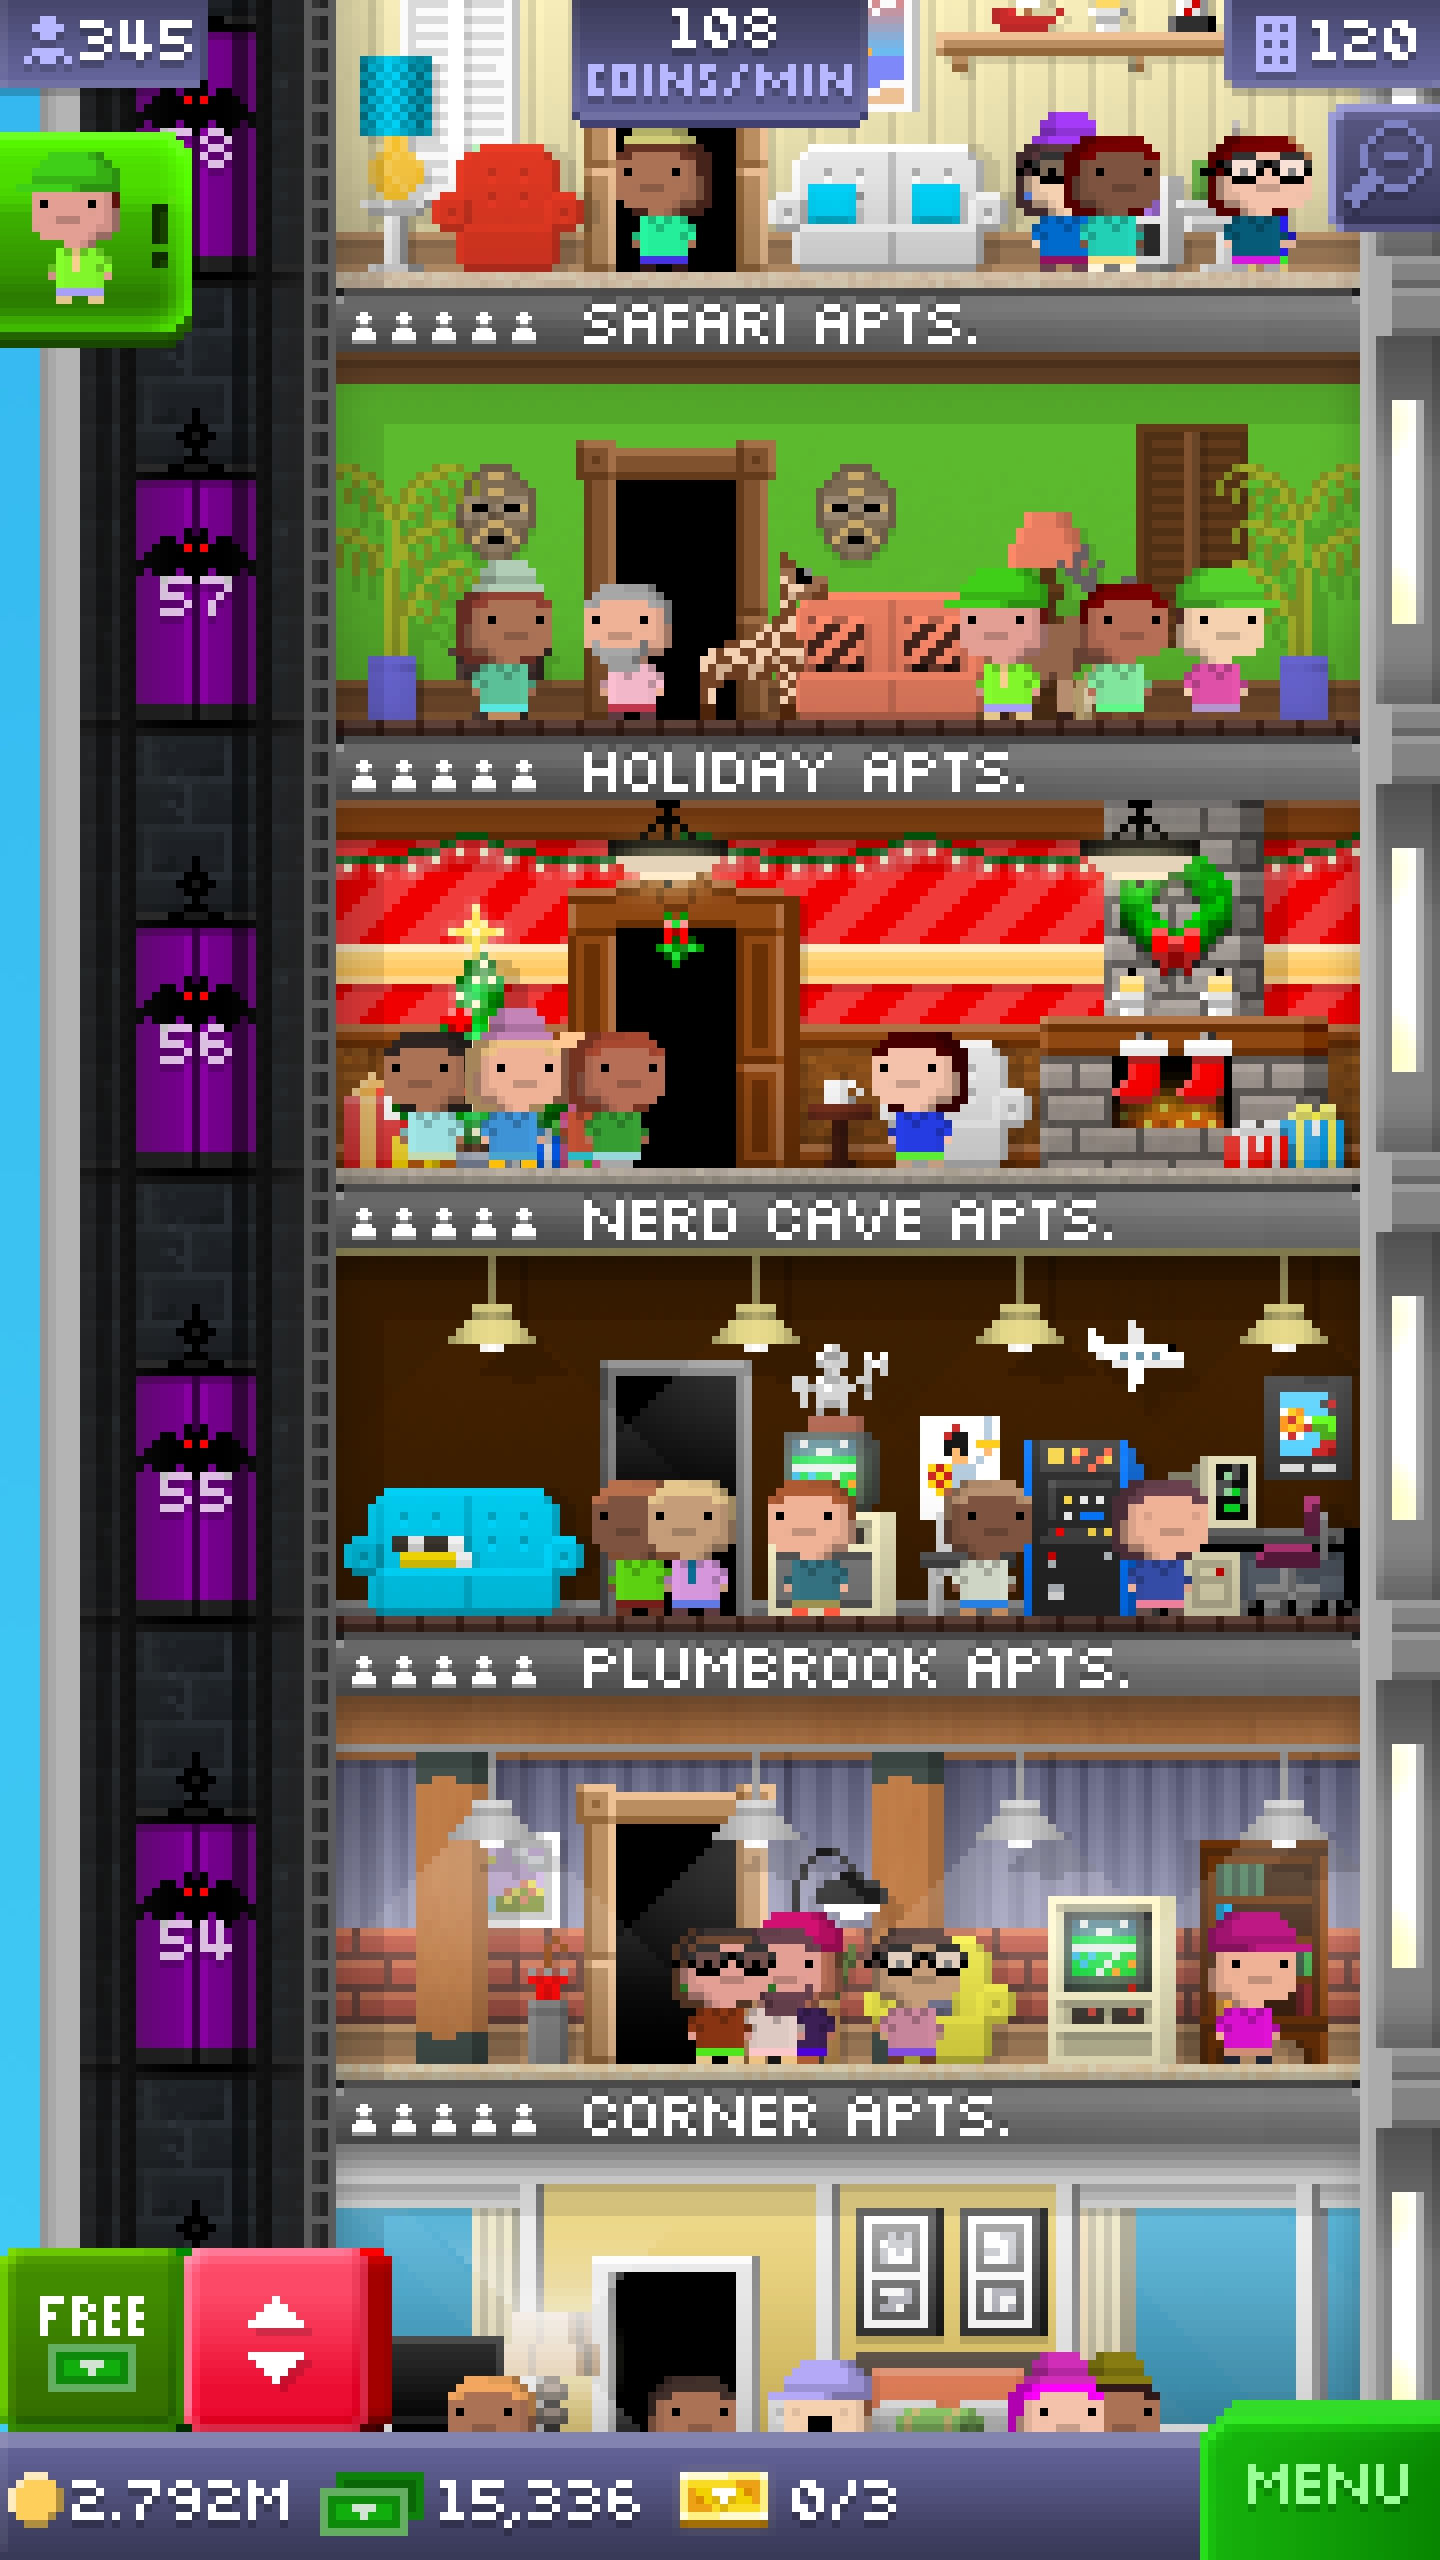 345
108
COINS/MIN
120
!
SAFARI APTS.
57
HOLIDAY APTS.
56
NERD CAVE APTS.
55
PLUMBROOK APTS.
54
CORNER APTS.
FREE
2.792M
15,336
0/3
MENU